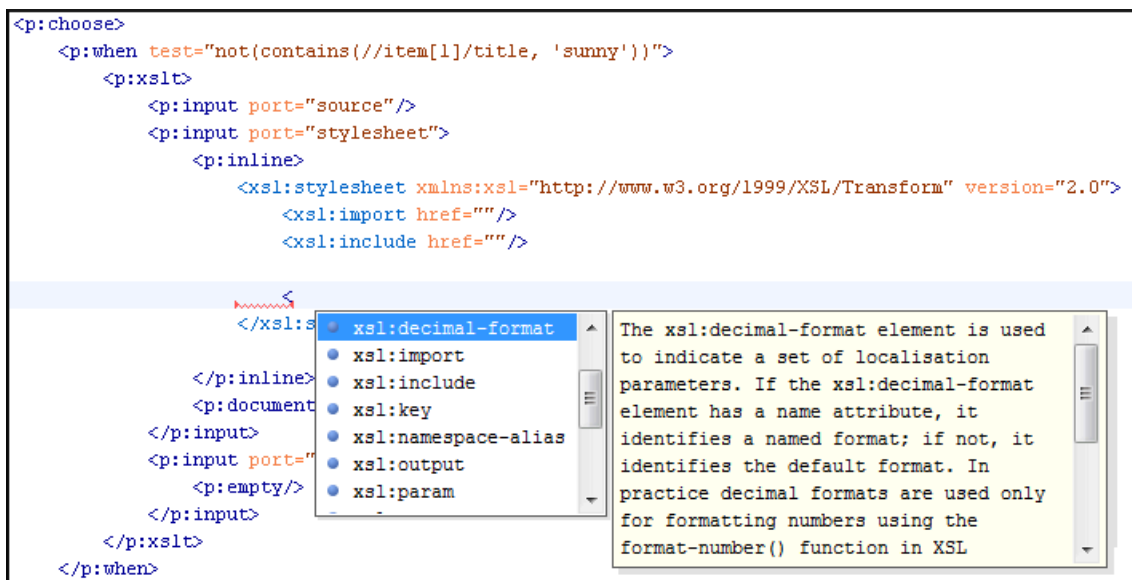 <p:choose>
<p:when test="not(contains(//item[1]/title, 'sunny'))">
<p:xslt>
<p:input port="source"/>
<p:input port="stylesheet">
<p:inline>
<xsl:stylesheet xmlns:xsl="http://www.w3.org/1999/XSL/Transform" version="2.0">
<xsl:import href=""/>
<xsl:include href=""/>
<
</xsl:s
</p:inline>
<p:document
</p:input>
<p:input port="
<p:empty/>
</p:input>
</p:xslt>
</p:when>
xsl:decimal-format
xsl:import
xsl:include
xsl:key
xsl:namespace-alias
xsl:output
xsl:param
The xsl:decimal-format element is used
to indicate a set of localisation
parameters. If the xsl:decimal-format
element has a name attribute, it
identifies a named format; if not, it
identifies the default format. In
practice decimal formats are used only
for formatting numbers using the
format-number() function in XSL